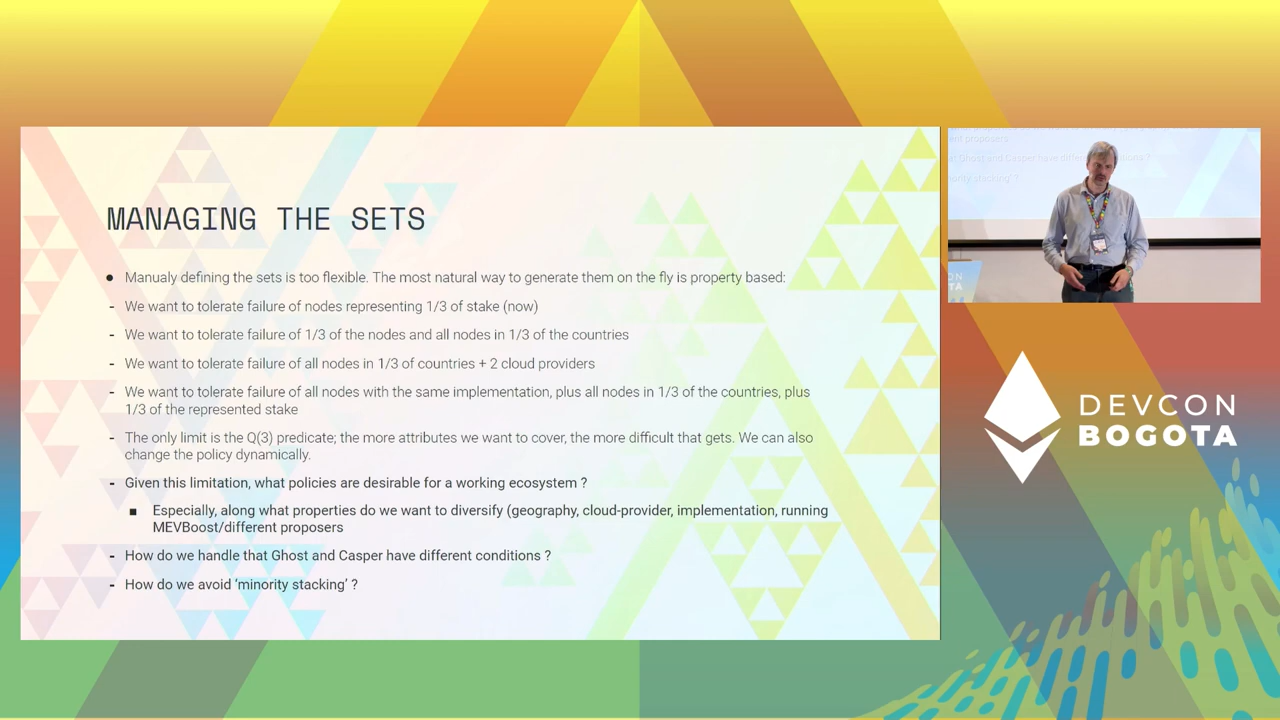 MANAGING THE SETS
● Manualy defining the sets is too flexible. The most natural way to generate them on the fly is property based:
- We want to tolerate failure of nodes representing 1/3 of stake (now)
- We want to tolerate failure of 1/3 of the nodes and all nodes in 1/3 of the countries
- We want to tolerate failure of all nodes in 1/3 of countries + 2 cloud providers
- We want to tolerate failure of all nodes with the same implementation, plus all nodes in 1/3 of the countries, plus
1/3 of the represented stake
- The only limit is the Q(3) predicate; the more attributes we want to cover, the more difficult that gets. We can also
change the policy dynamically.
- Given this limitation, what policies are desirable for a working ecosystem ?
■ Especially, along what properties do we want to diversify (geography, cloud-provider, implementation, running
MEVBoost/different proposers
- How do we handle that Ghost and Casper have different conditions ?
- How do we avoid ‘minority stacking’ ?
ent proposers
Ghost and Casper have differ
ority stacking' ?
DEVCON
BOGOTA